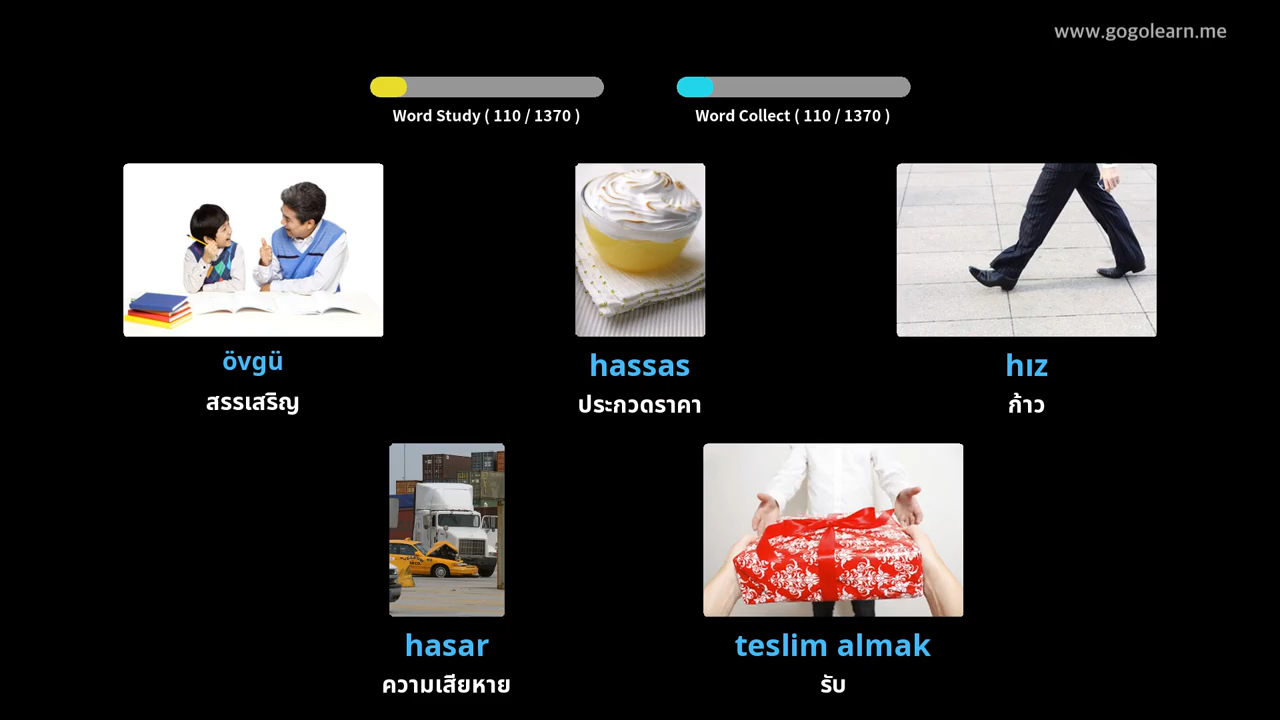 www.gogolearn.me
Word Study ( 110 / 1370 )
Word Collect ( 110 / 1370 )
övgü
สรรเสริญ
hassas
ประกวดราคา
hız
ก้าว
hasar
ความเสียหาย
teslim almak
รับ